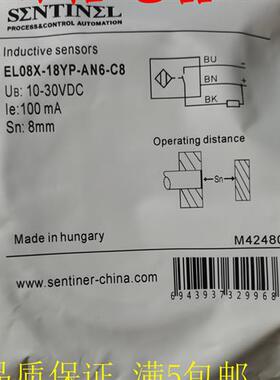 SENTINEL
PROCESS&CONTROL AUTOMATION
Inductive sensors
EL08X-18YP-AN6-C8
UB: 10-30VDC
Ie: 100 mA
Sn: 8mm
BU
BN
BK
Operating distance
Sn
Made in hungary
M42480
www.sentiner-china.com
6943937329968
品质保证 满5包邮